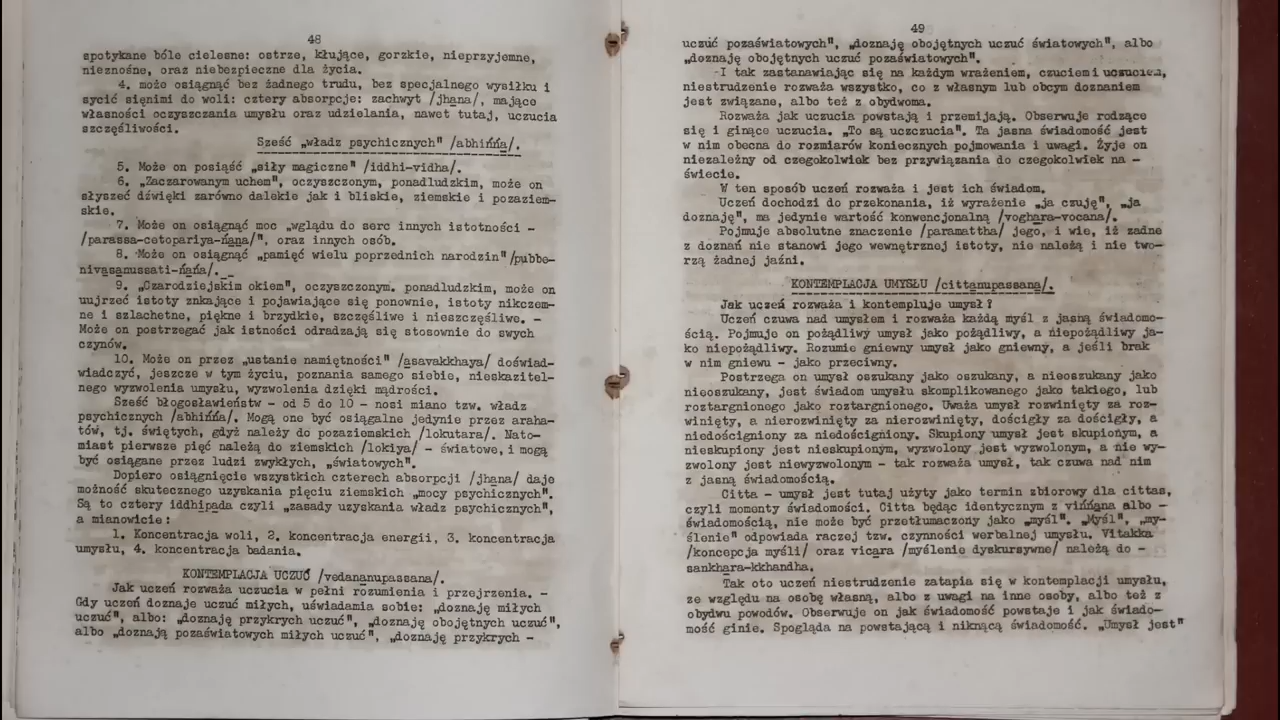 48
spotykane bóle cielesne: ostrze, kłujące, gorzkie, nieprzyjemne,
nieznośne, oraz niebezpieczne dla życia.
4. może osiągnąć bez żadnego trudu, bez specjalnego wysiłku i
sycić się nimi do woli: cztery absorpcje: zachwyt /jhana/, mające
własności oczyszczania umysłu oraz udzielania, nawet tutaj, uczucia
szczęśliwości.
Sześć „władz psychicznych" /abhińńa/.
5. Może on posiąść „siły magiczne" /iddhi-vidha/.
6. „Zaczarowanym uchem", oczyszczonym, ponadludzkim, może on
słyszeć dźwięki zarówno dalekie jak i bliskie, ziemskie i pozaziem-
skie.
7. Może on osiągnąć moc „wglądu do serc innych istotności -
/parassa-cetopariya-ńana/", oraz innych osób.
8. Może on osiągnąć „pamięć wielu poprzednich narodzin" /pubbe-
nivasanussati-ńańa/.
9. „Czarodziejskim okiem", oczyszczonym. ponadludzkim, może on
uujrzeć istoty znkające i pojawiające się ponownie, istoty nikczem-
ne i szlachetne, piękne i brzydkie, szczęśliwe i nieszczęśliwe. -
Może on postrzegać jak istności odradzają się stosownie do swych
czynów.
10. Może on przez „ustanie namiętności" /asavakkhaya/ doświad-
wiadczyć, jeszcze w tym życiu, poznania samego siebie, nieskazitel-
nego wyzwolenia umysłu, wyzwolenia dzięki mądrości.
Sześć błogosławieństw - od 5 do 10 - nosi miano tzw. władz
psychicznych /abhińńa/. Mogą one być osiągalne jedynie przez araha-
tów, tj. świętych, gdyż należy do pozaziemskich /lokutara/. Nato-
miast pierwsze pięć należą do ziemskich /lokiya/ - światowe, i mogą
być osiągane przez ludzi zwykłych, „światowych".
Dopiero osiągnięcie wszystkich czterech absorpcji /jhana/ daje
możność skutecznego uzyskania pięciu ziemskich „mocy psychicznych".
Są to cztery iddhipada czyli „zasady uzyskania władz psychicznych",
a mianowicie:
1. Koncentracja woli, 2. koncentracja energii, 3. koncentracja
umysłu, 4. koncentracja badania.
KONTEMPLACJA UCZUĆ /vedananupassana/.
Jak uczeń rozważa uczucia w pełni rozumienia i przejrzenia. -
Gdy uczeń doznaje uczuć miłych, uświadamia sobie: „doznaję miłych
uczuć", albo: „doznaję przykrych uczuć", „doznaję obojętnych uczuć",
albo „doznają pozaświatowych miłych uczuć", „doznaję przykrych -
49
uczuć pozaświatowych", „doznaję obojętnych uczuć światowych", albo
„doznaję obojętnych uczuć pozaświatowych".
-I tak zastanawiając się na każdym wrażeniem, czuciem i uczuciem,
niestrudzenie rozważa wszystko, co z własnym lub obcym doznaniem
jest związane, albo też z obydwoma.
Rozważa jak uczucia powstają i przemijają. Obserwuje rodzące
się i ginące uczucia. „To są uczczucia". Ta jasna świadomość jest
w nim obecna do rozmiarów koniecznych pojmowania i uwagi. Żyje on
niezależny od czegokolwiek bez przywiązania do czegokolwiek na -
świecie.
W ten sposób uczeń rozważa i jest ich świadom.
Uczeń dochodzi do przekonania, iż wyrażenie „ja czuję", „ja
doznaję", ma jedynie wartość konwencjonalną /voghara-vocana/.
Pojmuje absolutne znaczenie /paramattha/ jego, i wie, iż żadne
z doznań nie stanowi jego wewnętrznej istoty, nie należą i nie two-
rzą żadnej jaźni.
KONTEMPLACJA UMYSŁU /cittanupassana/.
Jak uczeń rozważa i kontempluje umysł?
Uczeń czuwa nad umysłem i rozważa każdą myśl z jasną świadomo-
ścią. Pojmuje on pożądliwy umysł jako pożądliwy, a niepożądliwy ja-
ko niepożądliwy. Rozumie gniewny umysł jako gniewny, a jeśli brak
w nim gniewu - jako przeciwny.
Postrzega on umysł oszukany jako oszukany, a nieoszukany jako
nieoszukany, jest świadom umysłu skomplikowanego jako takiego, lub
roztargnionego jako roztargnionego. Uważa umysł rozwinięty za roz-
winięty, a nierozwinięty za nierozwinięty, dościgły za dościgły, a
niedościgniony za niedościgniony. Skupiony umysł jest skupionym, a
nieskupiony jest nieskupionym, wyzwolony jest wyzwolonym, a nie wy-
zwolony jest niewyzwolonym - tak rozważa umysł, tak czuwa nad nim
z jasną świadomością.
Citta - umysł jest tutaj użyty jako termin zbiorowy dla cittas,
czyli momenty świadomości. Citta będąc identycznym z vińńana albo -
świadomością, nie może być przetłumaczony jako „myśl". „Myśl", „my-
ślenie" odpowiada raczej tzw. czynności werbalnej umysłu. Vitakka
/koncepcja myśli/ oraz vicara /myślenie dyskursywne/ należą do -
sankhara-kkhandha.
Tak oto uczeń niestrudzenie zatapia się w kontemplacji umysłu,
ze względu na osobę własną, albo z uwagi na inne osoby, albo też z
obydwu powodów. Obserwuje on jak świadomość powstaje i jak świado-
mość ginie. Spogląda na powstającą i niknącą świadomość. „Umysł jest"